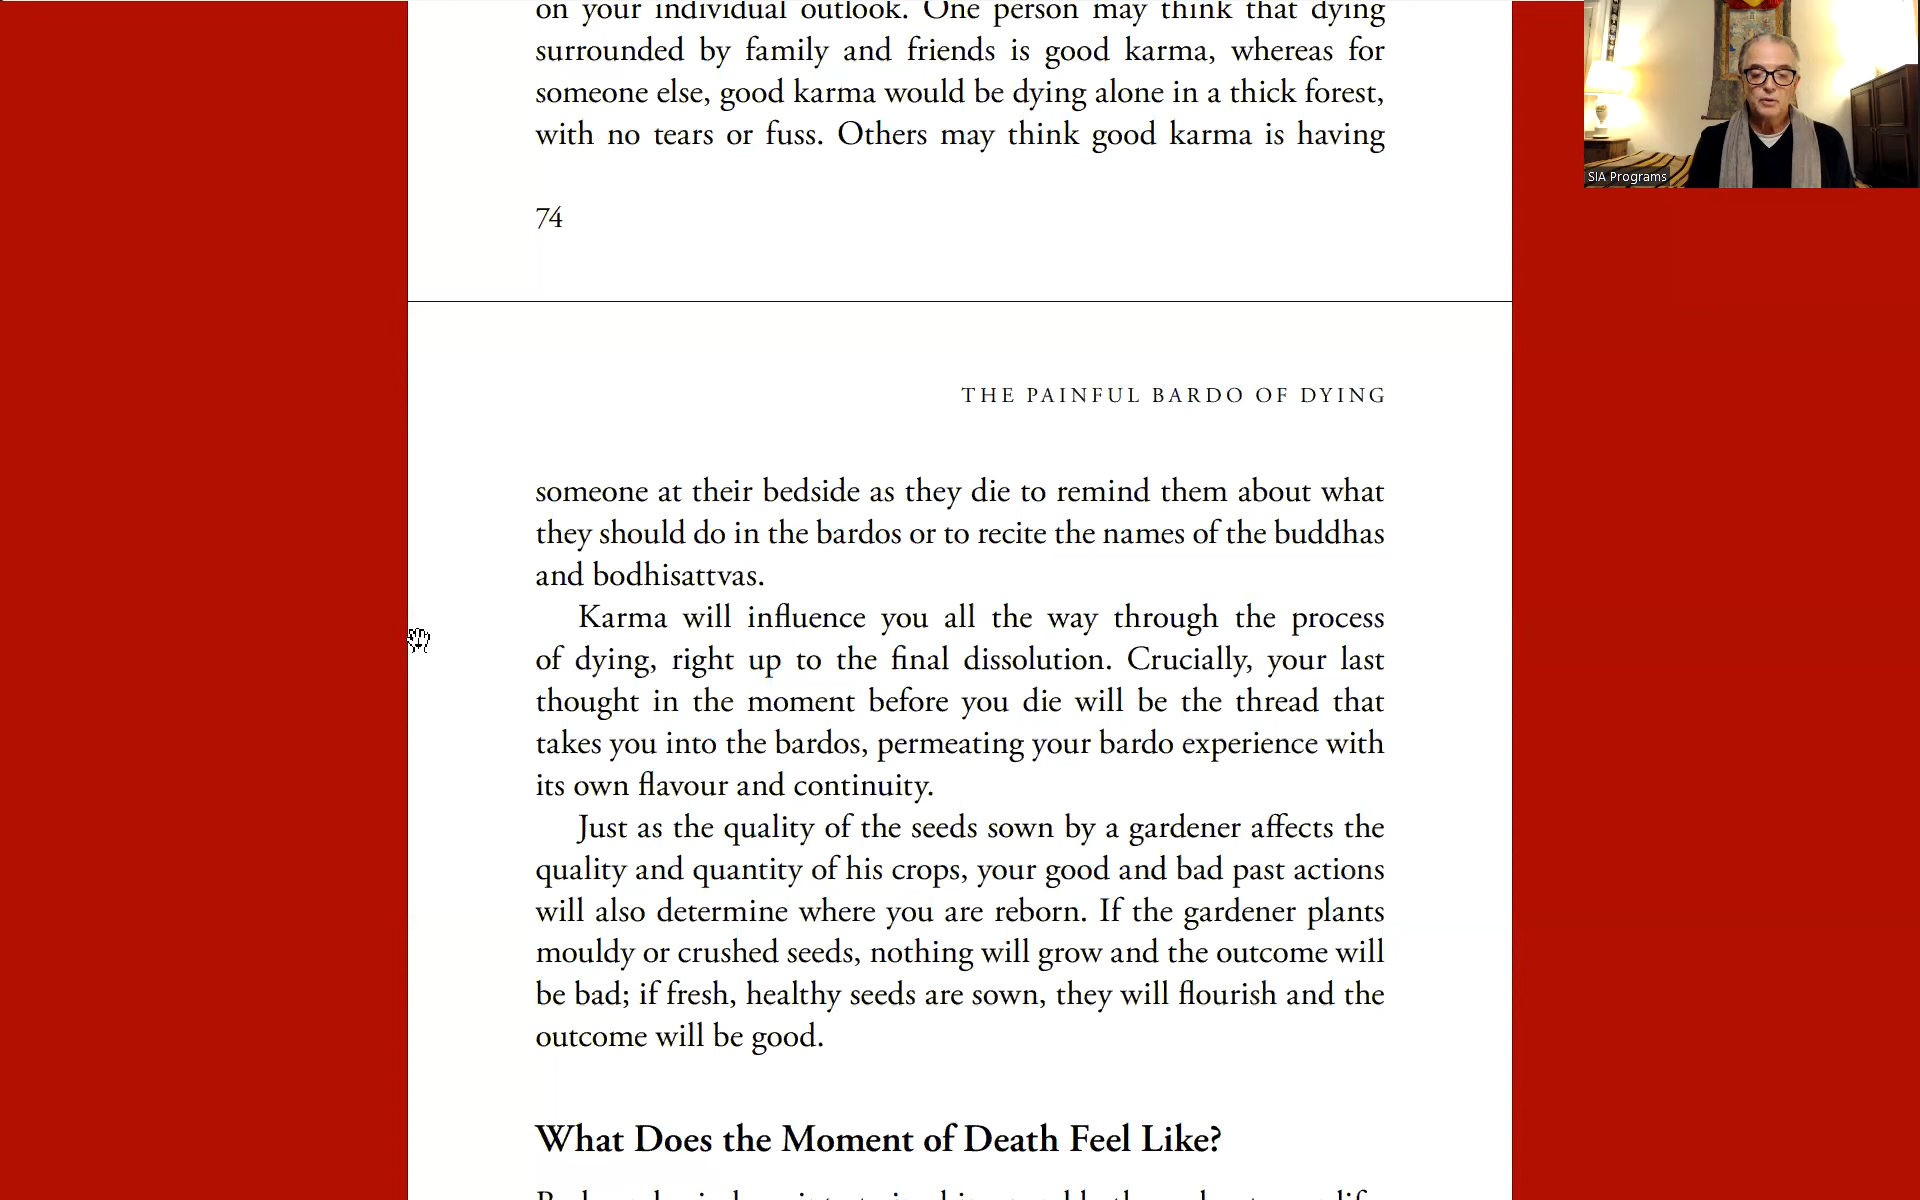 on your individual outlook. One person may think that dying
surrounded by family and friends is good karma, whereas for
someone else, good karma would be dying alone in a thick forest,
with no tears or fuss. Others may think good karma is having
74
SIA Programs
THE PAINFUL BARDO OF DYING
someone at their bedside as they die to remind them about what
they should do in the bardos or to recite the names of the buddhas
and bodhisattvas.
Karma will influence you all the way through the process
of dying, right up to the final dissolution. Crucially, your last
thought in the moment before you die will be the thread that
takes you into the bardos, permeating your bardo experience with
its own flavour and continuity.
Just as the quality of the seeds sown by a gardener affects the
quality and quantity of his crops, your good and bad past actions
will also determine where you are reborn. If the gardener plants
mouldy or crushed seeds, nothing will grow and the outcome will
be bad; if fresh, healthy seeds are sown, they will flourish and the
outcome will be good.
What Does the Moment of Death Feel Like?